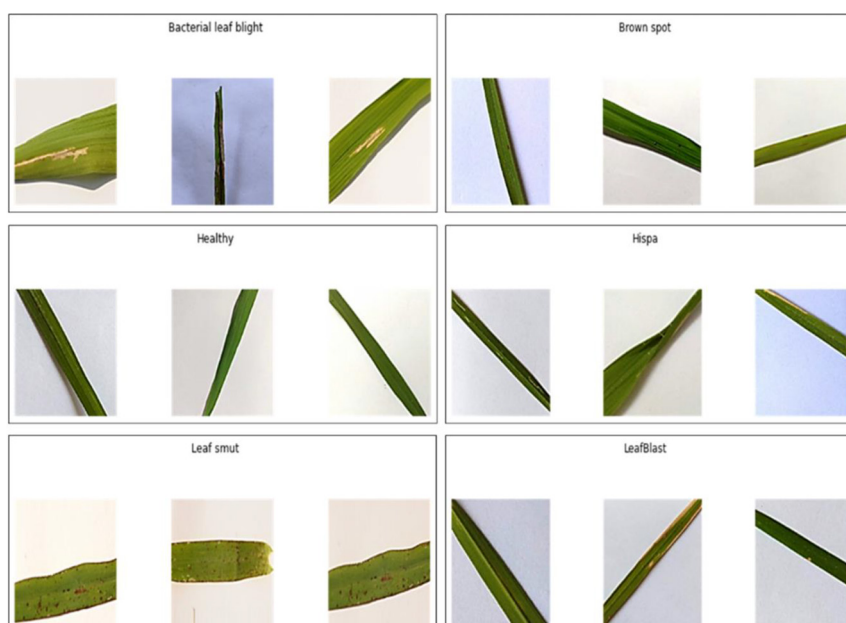 Bacterial leaf blight
Brown spot
Healthy
Hispa
Leaf smut
LeafBlast